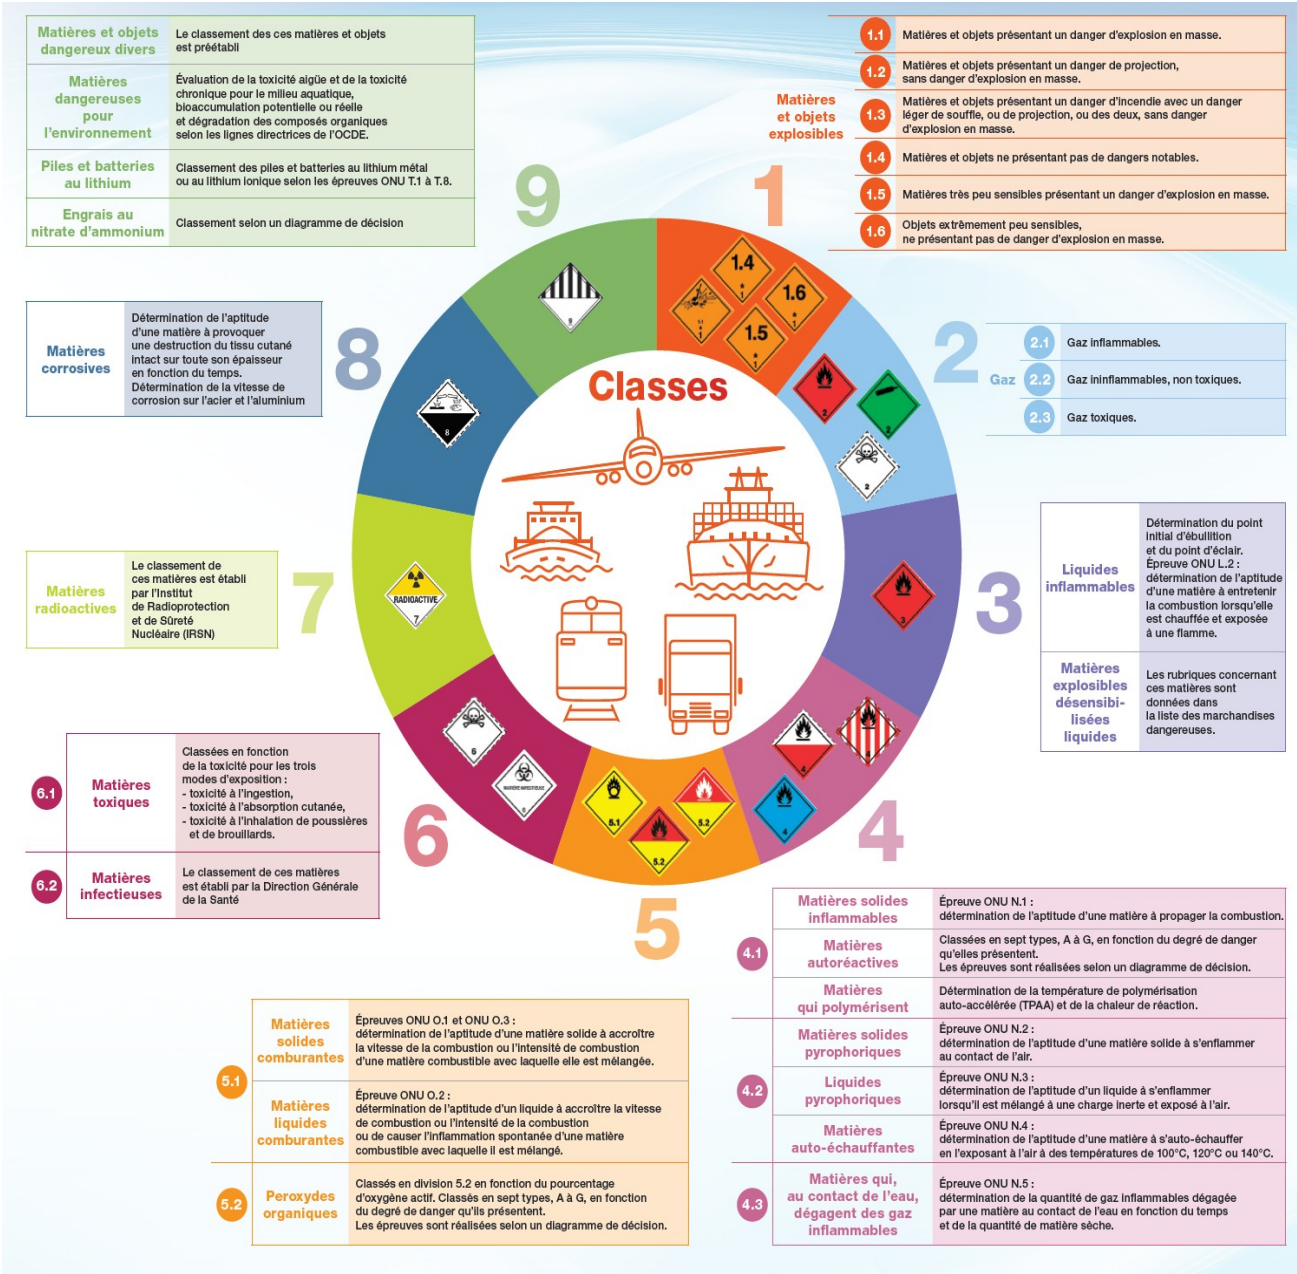 Matières et objets
dangereux divers
Le classement des ces matières et objets
est préétabli
Matières
dangereuses
pour
l'environnement
Évaluation de la toxicité aigüe et de la toxicité
chronique pour le milieu aquatique,
bioaccumulation potentielle ou réelle
et dégradation des composés organiques
selon les lignes directrices de l'OCDE.
Piles et batteries
au lithium
Classement des piles et batteries au lithium métal
ou au lithium ionique selon les épreuves ONU T.1 à T.8.
Engrais au
nitrate d'ammonium
Classement selon un diagramme de décision
9
1
Matières
et objets
explosibles
1.1
Matières et objets présentant un danger d'explosion en masse.
1.2
Matières et objets présentant un danger de projection,
sans danger d'explosion en masse.
1.3
Matières et objets présentant un danger d'incendie avec un danger
léger de souffle, ou de projection, ou des deux, sans danger
d'explosion en masse.
1.4
Matières et objets ne présentant pas de dangers notables.
1.5
Matières très peu sensibles présentant un danger d'explosion en masse.
1.6
Objets extrêmement peu sensibles,
ne présentant pas de danger d'explosion en masse.
Matières
corrosives
Détermination de l'aptitude
d'une matière à provoquer
une destruction du tissu cutané
intact sur toute son épaisseur
en fonction du temps.
Détermination de la vitesse de
corrosion sur l'acier et l'aluminium
8
2
Gaz
2.1
Gaz inflammables.
2.2
Gaz ininflammables, non toxiques.
2.3
Gaz toxiques.
Classes
9
1.4
1
1.6
1
1.5
1
1
2
2
2
8
RADIOACTIVE
7
3
6
6
5.1
5.2
5.2
4
4
4
Matières
radioactives
Le classement de
ces matières est établi
par l'Institut
de Radioprotection
et de Sûreté
Nucléaire (IRSN)
7
3
Liquides
inflammables
Détermination du point
initial d'ébullition
et du point d'éclair.
Épreuve ONU L.2 :
détermination de l'aptitude
d'une matière à entretenir
la combustion lorsqu'elle
est chauffée et exposée
à une flamme.
Matières
explosibles
désensibi-
lisées
liquides
Les rubriques concernant
ces matières sont
données dans
la liste des marchandises
dangereuses.
6.1
Matières
toxiques
Classées en fonction
de la toxicité pour les trois
modes d'exposition :
- toxicité à l'ingestion,
- toxicité à l'absorption cutanée,
- toxicité à l'inhalation de poussières
et de brouillards.
6.2
Matières
infectieuses
Le classement de ces matières
est établi par la Direction Générale
de la Santé
6
5
4
4.1
Matières solides
inflammables
Épreuve ONU N.1 :
détermination de l'aptitude d'une matière à propager la combustion.
Matières
autoréactives
Classées en sept types, A à G, en fonction du degré de danger
qu'elles présentent.
Les épreuves sont réalisées selon un diagramme de décision.
Matières
qui polymérisent
Détermination de la température de polymérisation
auto-accélérée (TPAA) et de la chaleur de réaction.
4.2
Matières solides
pyrophoriques
Épreuve ONU N.2 :
détermination de l'aptitude d'une matière solide à s'enflammer
au contact de l'air.
Liquides
pyrophoriques
Épreuve ONU N.3 :
détermination de l'aptitude d'un liquide à s'enflammer
lorsqu'il est mélangé à une charge inerte et exposé à l'air.
Matières
auto-échauffantes
Épreuve ONU N.4 :
détermination de l'aptitude d'une matière à s'auto-échauffer
en l'exposant à l'air à des températures de 100°C, 120°C ou 140°C.
4.3
Matières qui,
au contact de l'eau,
dégagent des gaz
inflammables
Épreuve ONU N.5 :
détermination de la quantité de gaz inflammables dégagée
par une matière au contact de l'eau en fonction du temps
et de la quantité de matière sèche.
5.1
Matières
solides
comburantes
Épreuves ONU O.1 et ONU O.3 :
détermination de l'aptitude d'une matière solide à accroître
la vitesse de la combustion ou l'intensité de combustion
d'une matière combustible avec laquelle elle est mélangée.
Matières
liquides
comburantes
Épreuve ONU O.2 :
détermination de l'aptitude d'un liquide à accroître la vitesse
de combustion ou l'intensité de la combustion
ou de causer l'inflammation spontanée d'une matière
combustible avec laquelle il est mélangé.
5.2
Peroxydes
organiques
Classés en division 5.2 en fonction du pourcentage
d'oxygène actif. Classés en sept types, A à G, en fonction
du degré de danger qu'ils présentent.
Les épreuves sont réalisées selon un diagramme de décision.